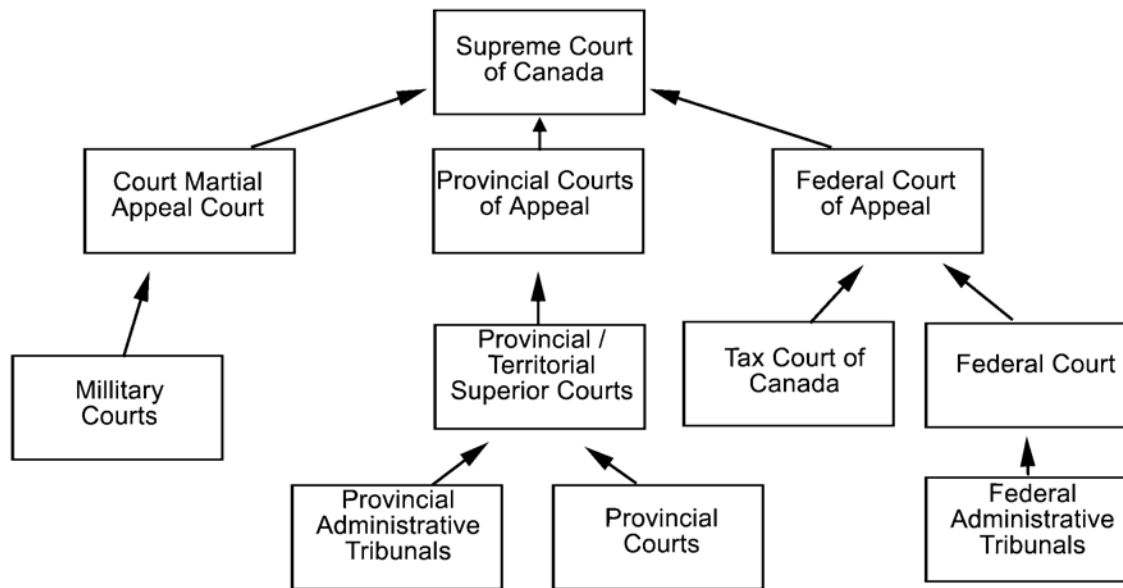 Supreme Court
of Canada
Court Martial
Appeal Court
Provincial Courts
of Appeal
Federal Court
of Appeal
Millitary
Courts
Provincial /
Territorial
Superior Courts
Tax Court of
Canada
Federal Court
Provincial
Administrative
Tribunals
Provincial
Courts
Federal
Administrative
Tribunals